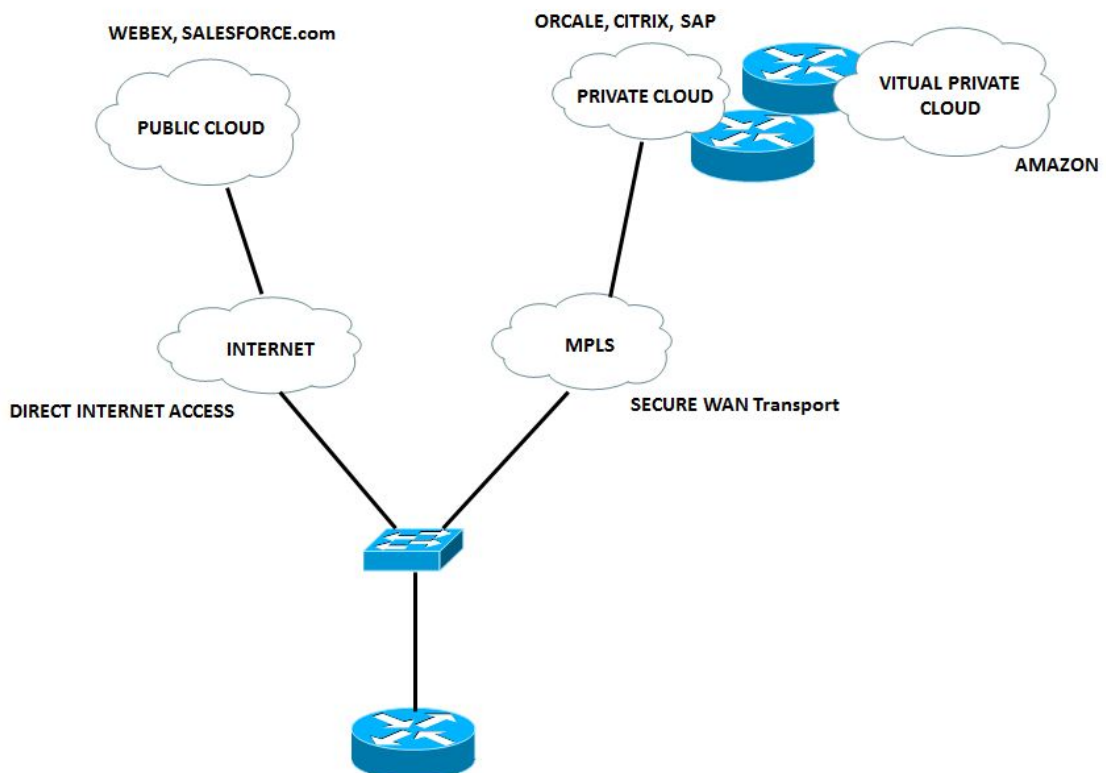 WEBEX, SALESFORCE.com
ORCALE, CITRIX, SAP
PUBLIC CLOUD
PRIVATE CLOUD
VITUAL PRIVATE
CLOUD
AMAZON
INTERNET
MPLS
DIRECT INTERNET ACCESS
SECURE WAN Transport